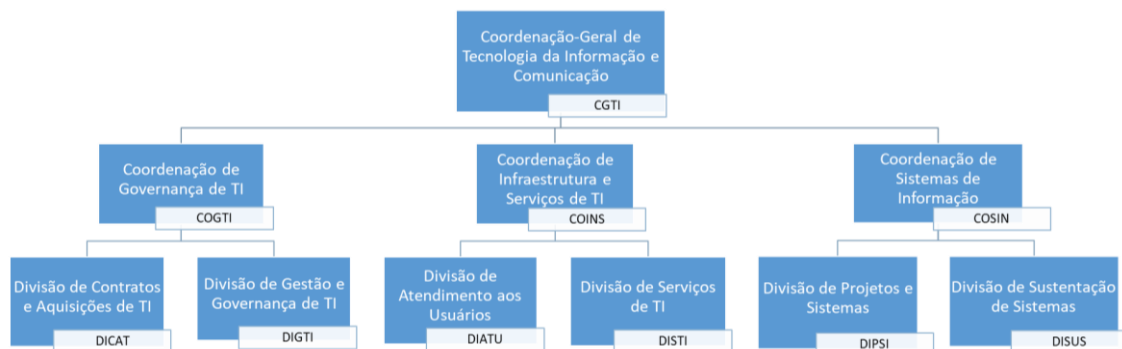 Coordenação-Geral de
Tecnologia da Informação e
Comunicação
CGTI
Coordenação de
Governança de TI
COGTI
Coordenação de
Infraestrutura e
Serviços de TI
COINS
Coordenação de
Sistemas de
Informação
COSIN
Divisão de Contratos
e Aquisições de TI
DICAT
Divisão de Gestão e
Governança de TI
DIGTI
Divisão de
Atendimento aos
Usuários
DIATU
Divisão de Serviços
de TI
DISTI
Divisão de Projetos e
Sistemas
DIPSI
Divisão de Sustentação
de Sistemas
DISUS